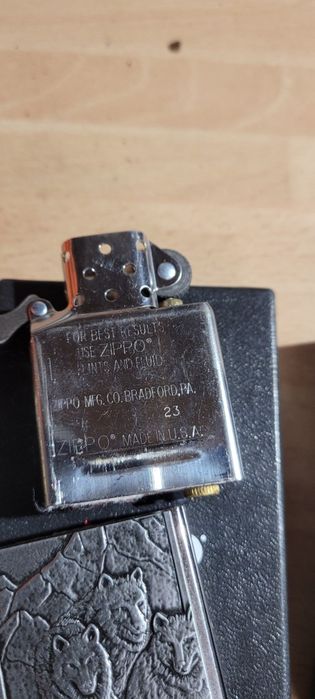 FOR BEST RESULTS
USE ZIPPO®
FLINTS AND FLUID
ZIPPO MFG. CO. BRADFORD, PA.
23
ZIPPO® MADE IN U.S.A.